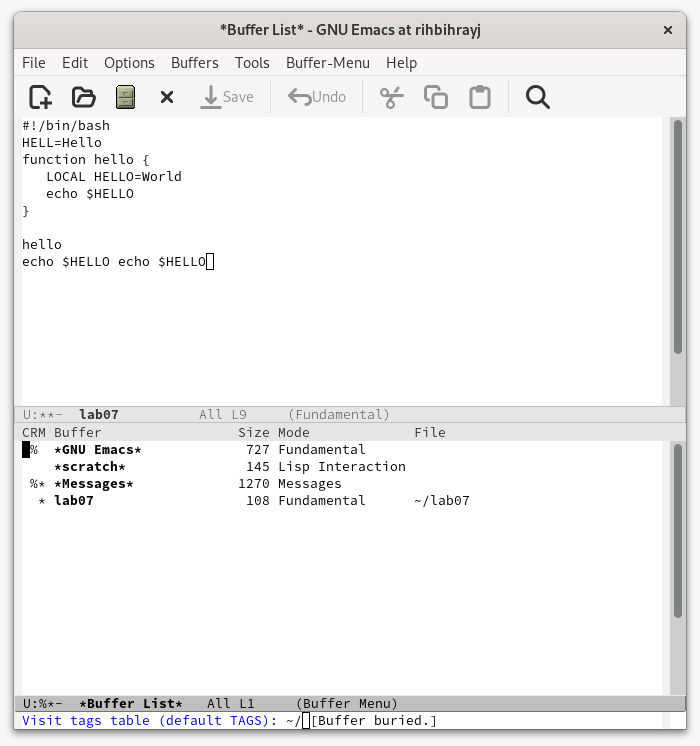 *Buffer List* - GNU Emacs at rihbihrayj ×
File Edit Options Buffers Tools Buffer-Menu Help
Save Undo
#!/bin/bash
HELL=Hello
function hello {
   LOCAL HELLO=World
   echo $HELLO
}
hello
echo $HELLO echo $HELLO
U:**-  lab07          All L9     (Fundamental)
CRM Buffer                 Size Mode             File
 %  *GNU Emacs*             727 Fundamental
    *scratch*               145 Lisp Interaction
 %* *Messages*             1270 Messages
  * lab07                   108 Fundamental      ~/lab07
U:%*-  *Buffer List*   All L1     (Buffer Menu)
Visit tags table (default TAGS): ~/ [Buffer buried.]